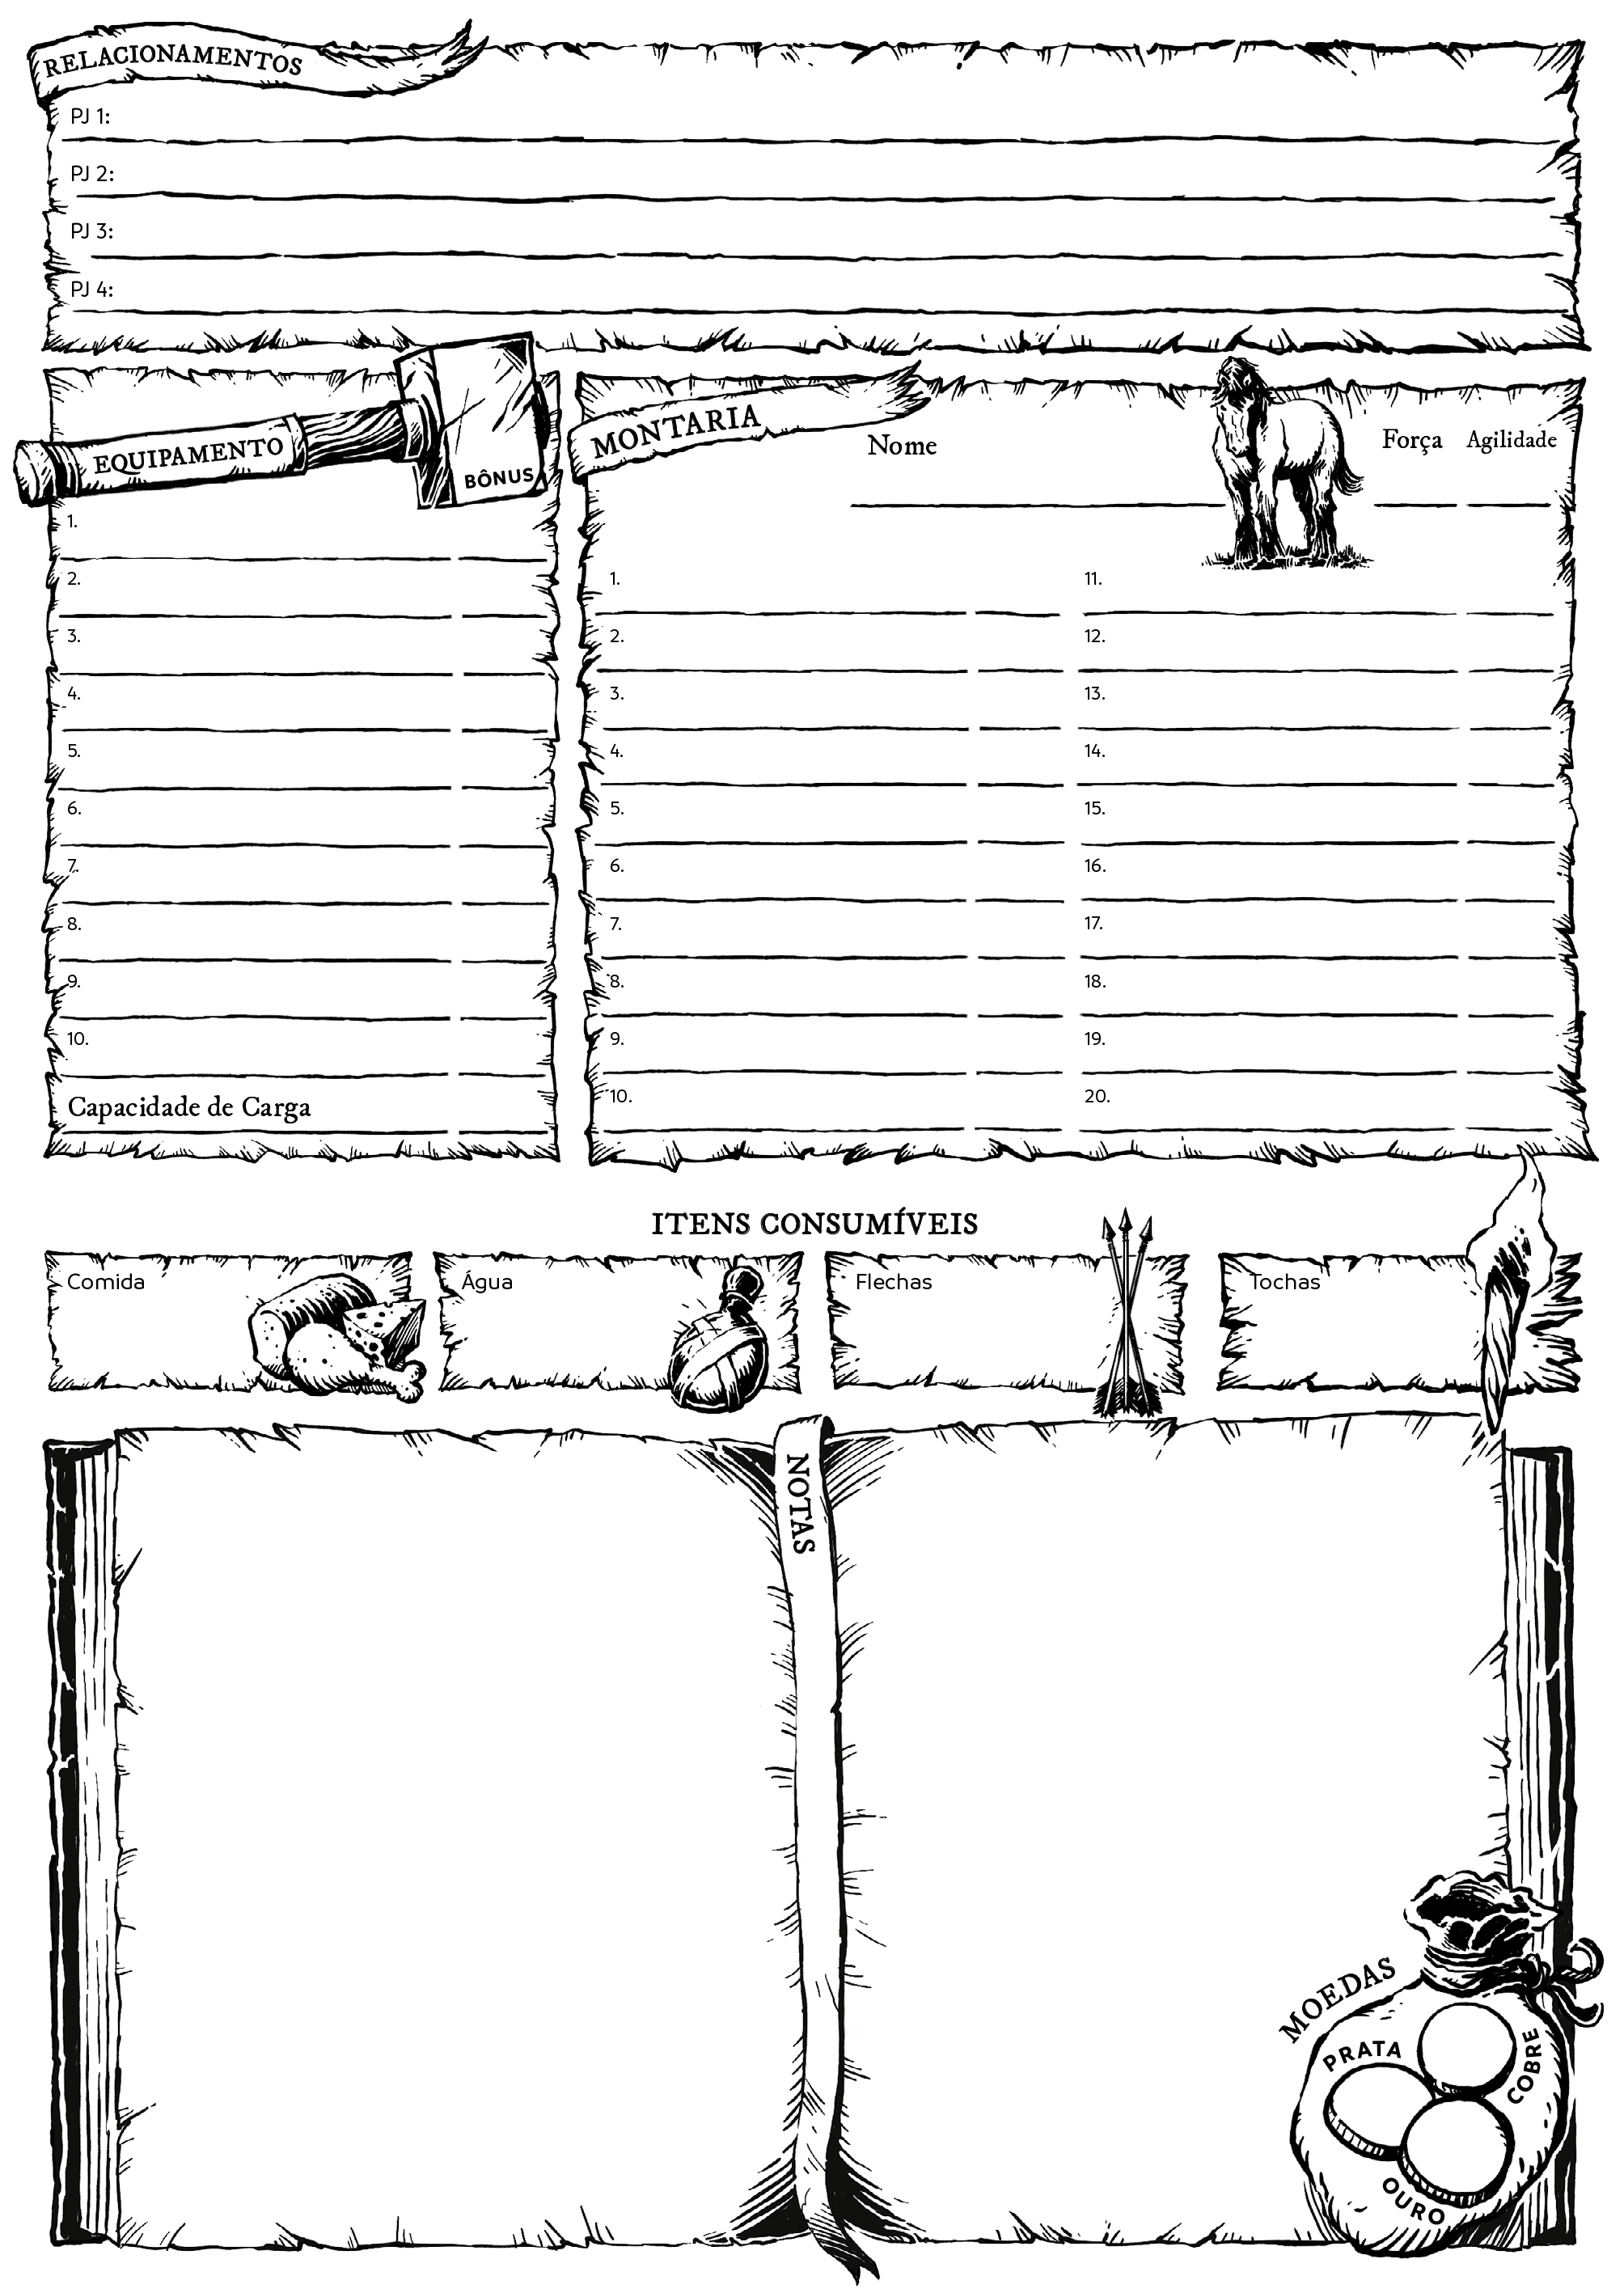 RELACIONAMENTOS
PJ 1:
PJ 2:
PJ 3:
PJ 4:
EQUIPAMENTO
BÔNUS
1.
2.
3.
4.
5.
6.
7.
8.
9.
10.
Capacidade de Carga
MONTARIA
Nome
Força Agilidade
1.
2.
3.
4.
5.
6.
7.
8.
9.
10.
11.
12.
13.
14.
15.
16.
17.
18.
19.
20.
ITENS CONSUMÍVEIS
Comida
Água
Flechas
Tochas
NOTAS
MOEDAS
PRATA
COBRE
OURO